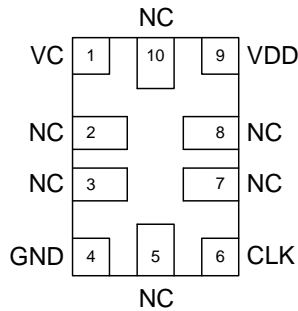 NC
VC 1 10 9 VDD
NC 2 8 NC
NC 3 7 NC
GND 4 5 6 CLK
NC